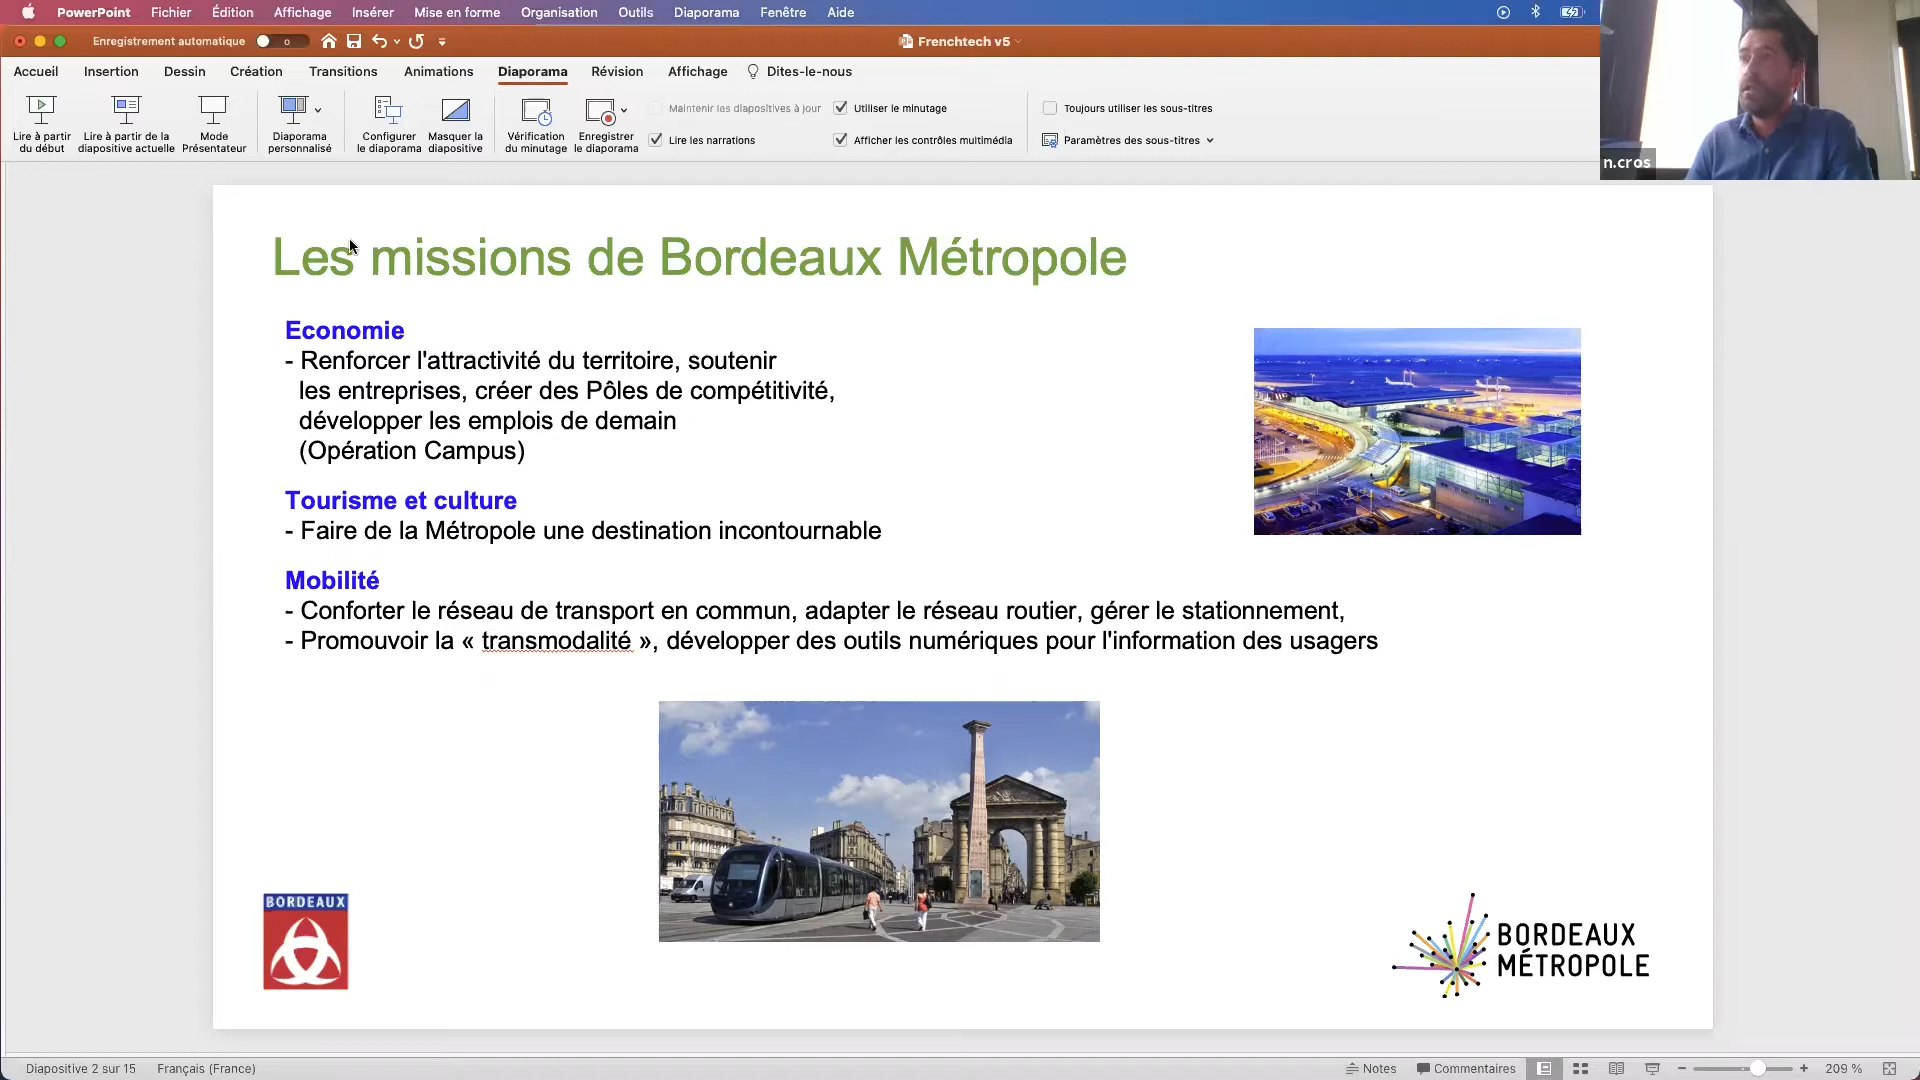 PowerPoint Fichier Édition Affichage Insérer Mise en forme Organisation Outils Diaporama Fenêtre Aide
Enregistrement automatique
Frenchtech v5
Accueil Insertion Dessin Création Transitions Animations Diaporama Révision Affichage Dites-le-nous
Lire à partir
du début
Lire à partir de la
diapositive actuelle
Mode
Présentateur
Diaporama
personnalisé
Configurer
le diaporama
Masquer la
diapositive
Vérification
du minutage
Enregistrer
le diaporama
Maintenir les diapositives à jour
Lire les narrations
Utiliser le minutage
Afficher les contrôles multimédia
Toujours utiliser les sous-titres
Paramètres des sous-titres
n.cros
Les missions de Bordeaux Métropole
Economie
- Renforcer l'attractivité du territoire, soutenir
les entreprises, créer des Pôles de compétitivité,
développer les emplois de demain
(Opération Campus)
Tourisme et culture
- Faire de la Métropole une destination incontournable
Mobilité
- Conforter le réseau de transport en commun, adapter le réseau routier, gérer le stationnement,
- Promouvoir la « transmodalité », développer des outils numériques pour l'information des usagers
BORDEAUX
BORDEAUX
MÉTROPOLE
Diapositive 2 sur 15 Français (France)
Notes Commentaires 209 %